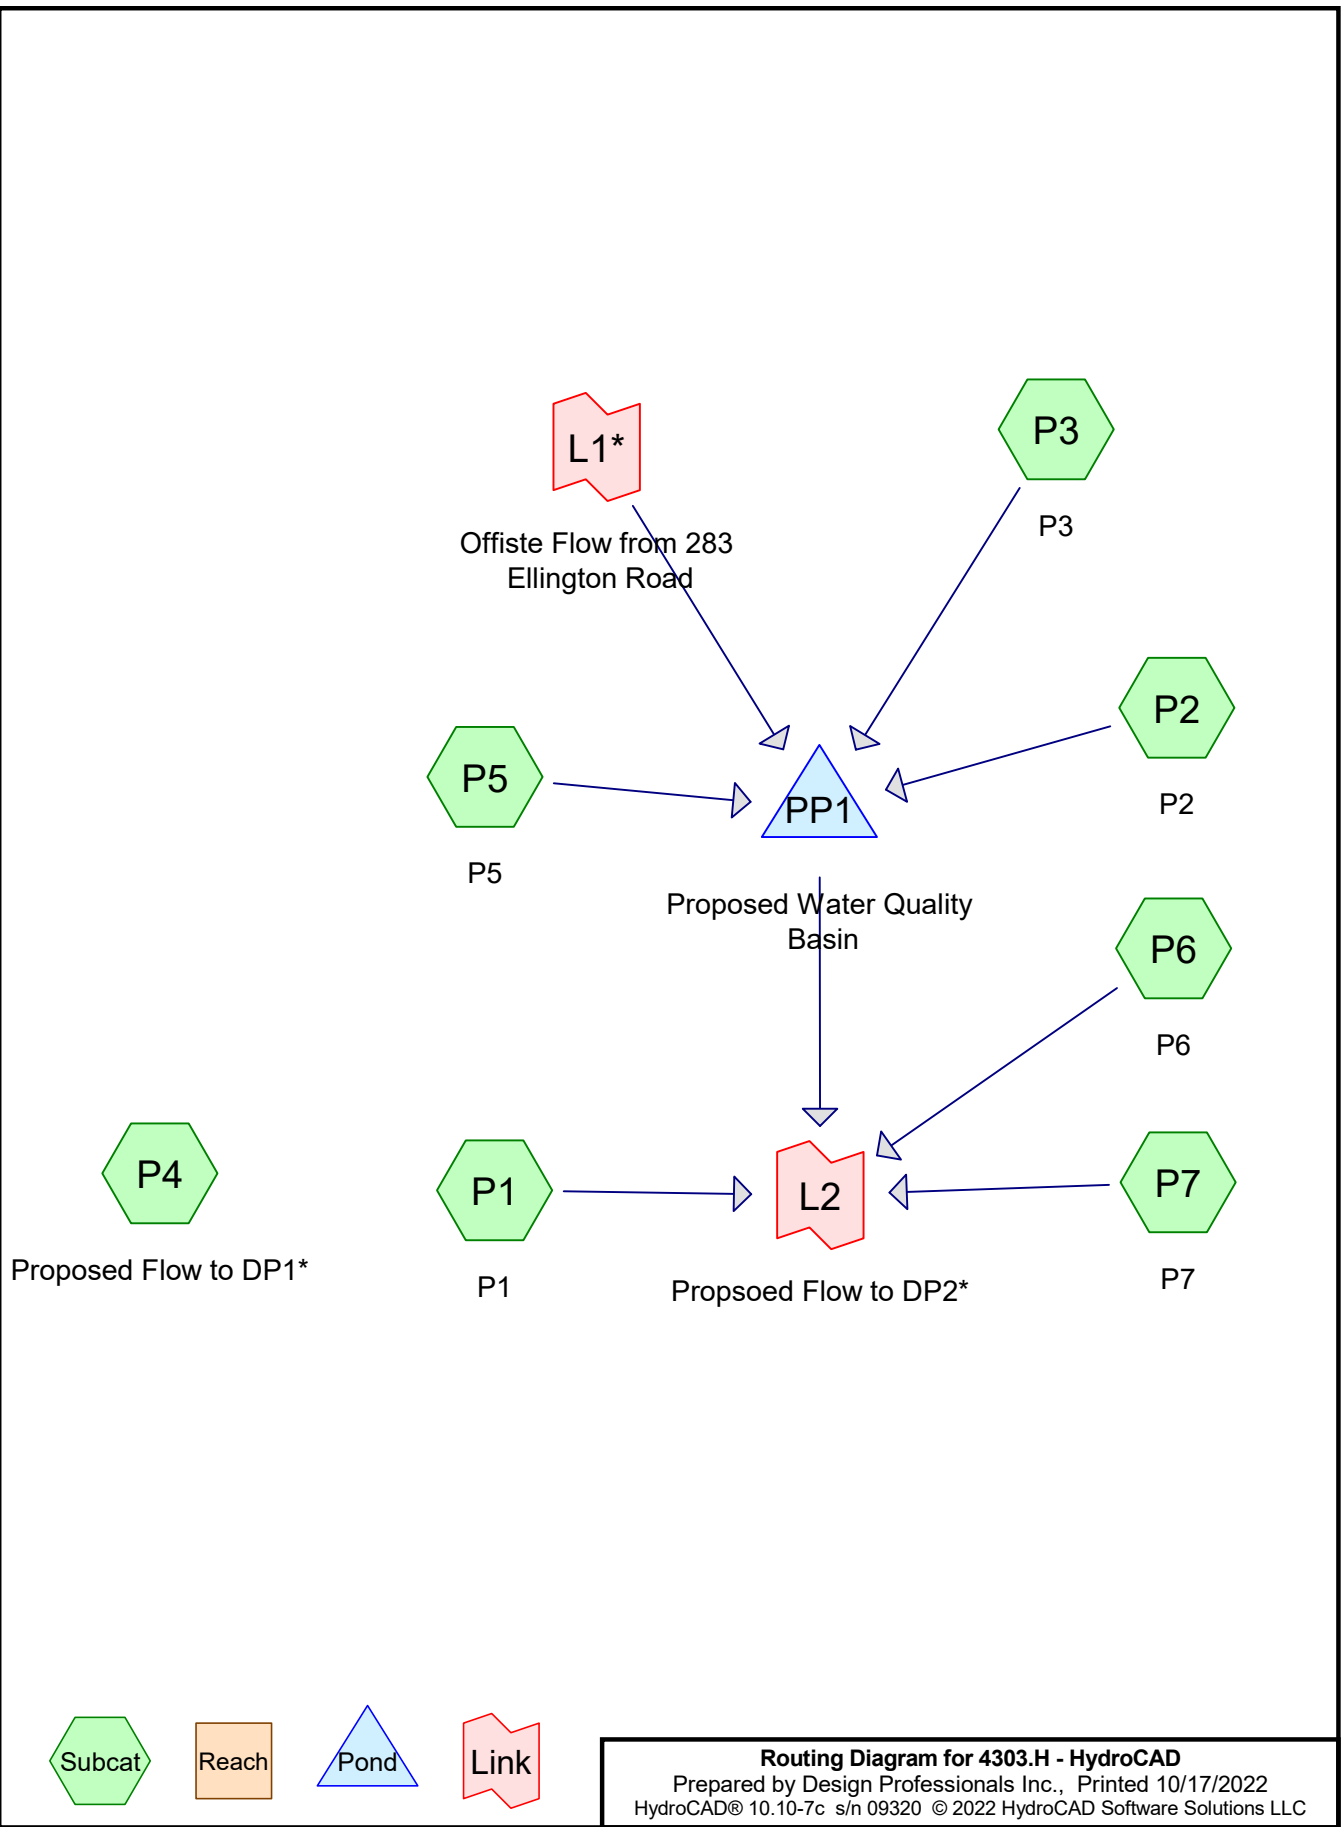 L1*
Offiste Flow from 283
Ellington Road
P3
P3
P2
P2
P5
P5
PP1
Proposed Water Quality
Basin
P6
P6
P4
Proposed Flow to DP1*
P1
P1
L2
Propsoed Flow to DP2*
P7
P7
Subcat
Reach
Pond
Link
Routing Diagram for 4303.H - HydroCAD
Prepared by Design Professionals Inc., Printed 10/17/2022
HydroCAD® 10.10-7c s/n 09320 © 2022 HydroCAD Software Solutions LLC